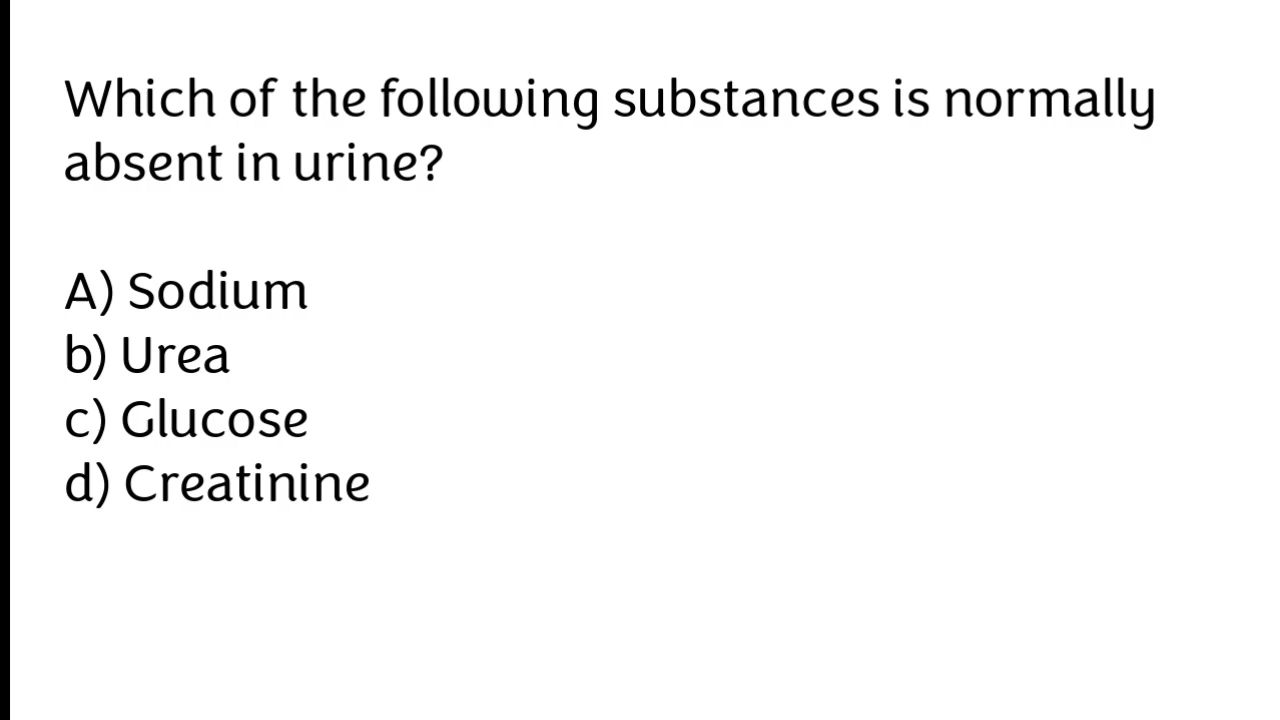 Which of the following substances is normally
absent in urine?
A) Sodium
b) Urea
c) Glucose
d) Creatinine